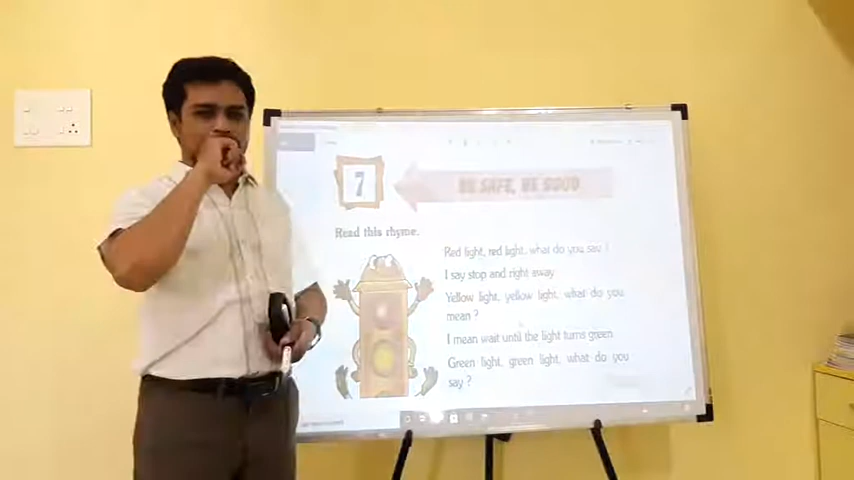 7
BE SAFE, BE GOOD
Read this rhyme.
Red light, red light, what do you say ?
I say stop and right away
Yellow light, yellow light, what do you
mean ?
I mean wait until the light turns green
Green light, green light, what do you
say ?